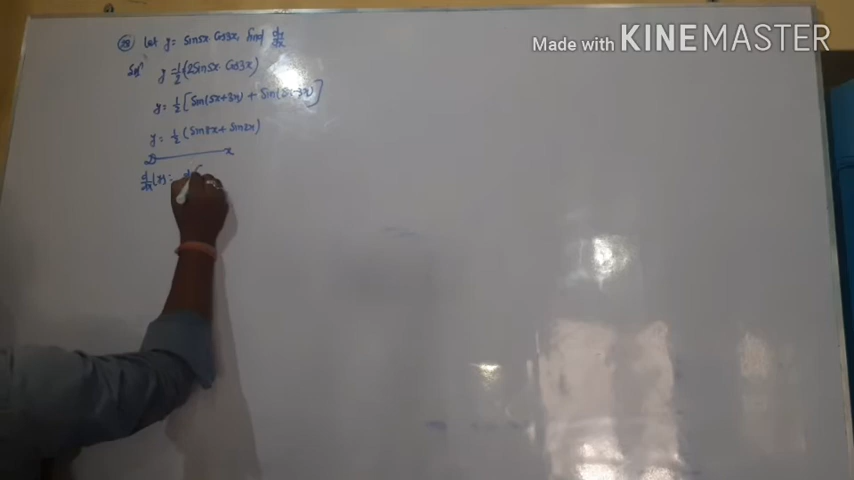 Made with KINEMASTER
28 Let y = sin5x cos3x, find dy/dx
Sol^n y = 1/2 (2sin5x cos3x)
y = 1/2 [sin(5x+3x) + sin(5x-3x)]
y = 1/2 (sin8x + sin2x)
D x
d/dx (y) = d